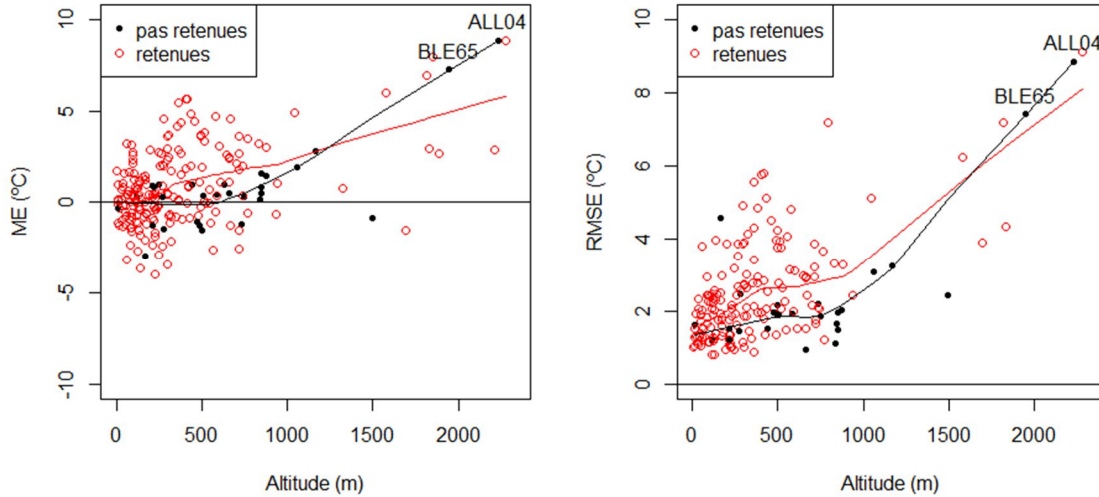 pas retenues
retenues
ALL04
BLE65
10
5
0
-5
-10
ME (ºC)
0
500
1000
1500
2000
Altitude (m)
pas retenues
retenues
ALL04
BLE65
10
8
6
4
2
0
RMSE (ºC)
0
500
1000
1500
2000
Altitude (m)